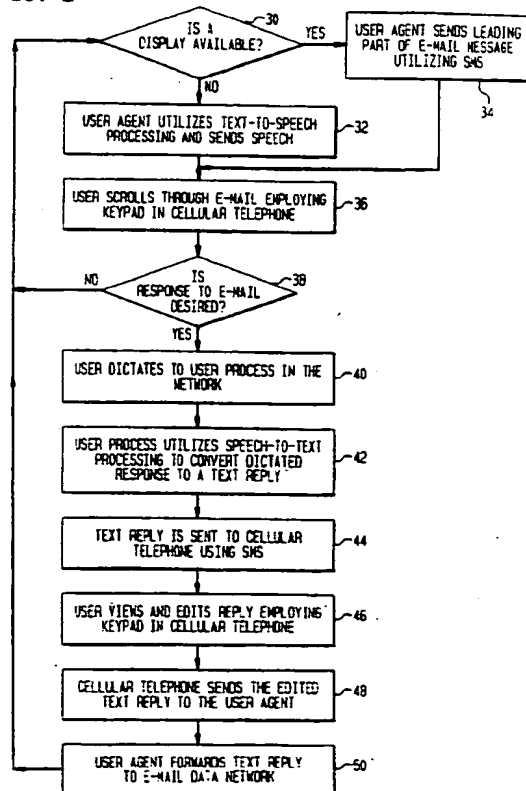 IS A
DISPLAY AVAILABLE?
30
YES
USER AGENT SENDS LEADING
PART OF E-MAIL MESSAGE
UTILIZING SMS
34
NO
USER AGENT UTILIZES TEXT-TO-SPEECH
PROCESSING AND SENDS SPEECH
32
USER SCROLLS THROUGH E-MAIL EMPLOYING
KEYPAD IN CELLULAR TELEPHONE
36
NO
IS
RESPONSE TO E-MAIL
DESIRED?
38
YES
USER DICTATES TO USER PROCESS IN THE
NETWORK
40
USER PROCESS UTILIZES SPEECH-TO-TEXT
PROCESSING TO CONVERT DICTATED
RESPONSE TO A TEXT REPLY
42
TEXT REPLY IS SENT TO CELLULAR
TELEPHONE USING SMS
44
USER VIEWS AND EDITS REPLY EMPLOYING
KEYPAD IN CELLULAR TELEPHONE
46
CELLULAR TELEPHONE SENDS THE EDITED
TEXT REPLY TO THE USER AGENT
48
USER AGENT FORWARDS TEXT REPLY
TO E-MAIL DATA NETWORK
50